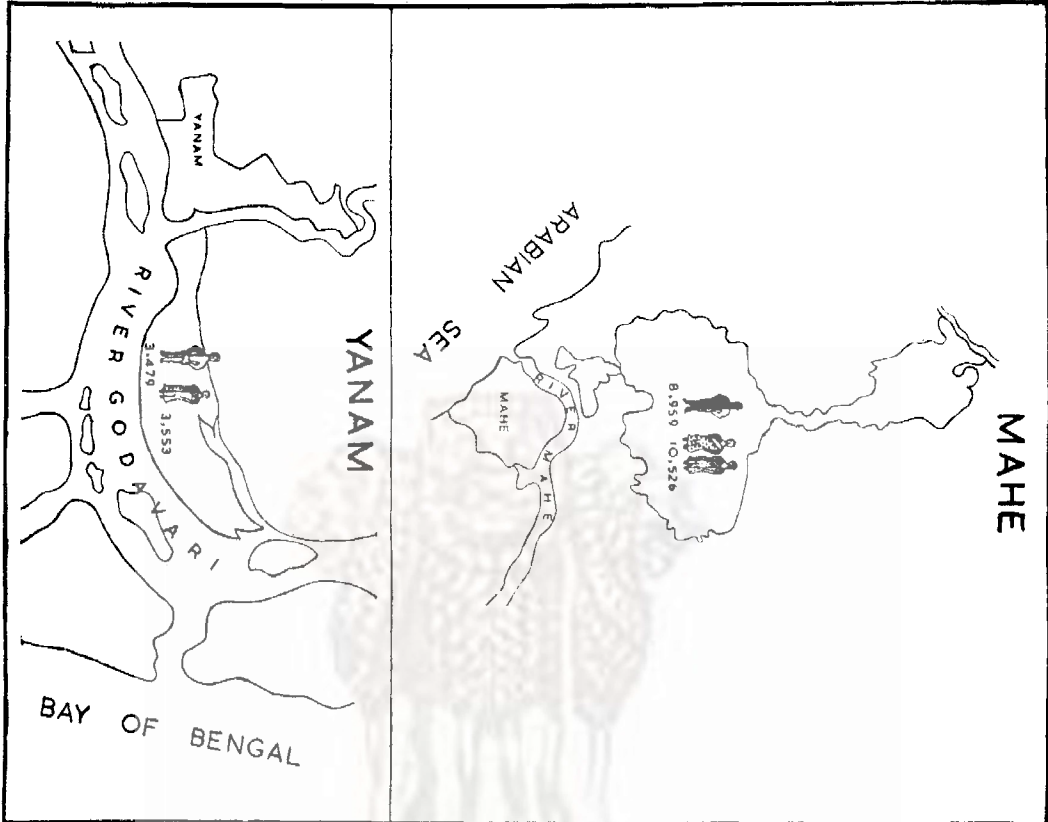 MAHE
8,959 10,526
ARABIAN
SEA
RIVER MAHE
MAHE
YANAM
YANAM
3,479
3,553
RIVER GODAVARI
BAY OF BENGAL